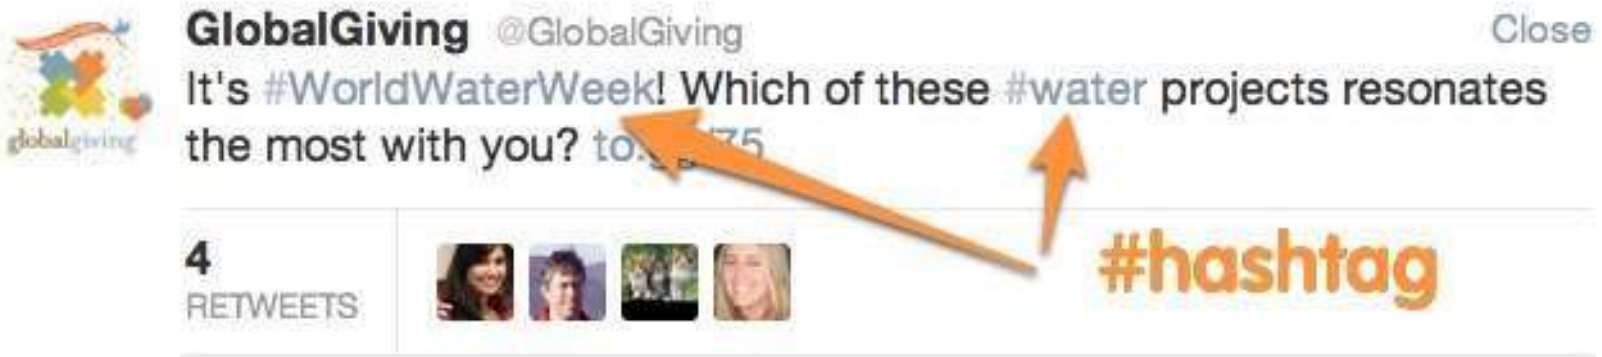 GlobalGiving @GlobalGiving Close
It's #WorldWaterWeek! Which of these #water projects resonates
the most with you?
globalgiving
4
RETWEETS
#hashtag